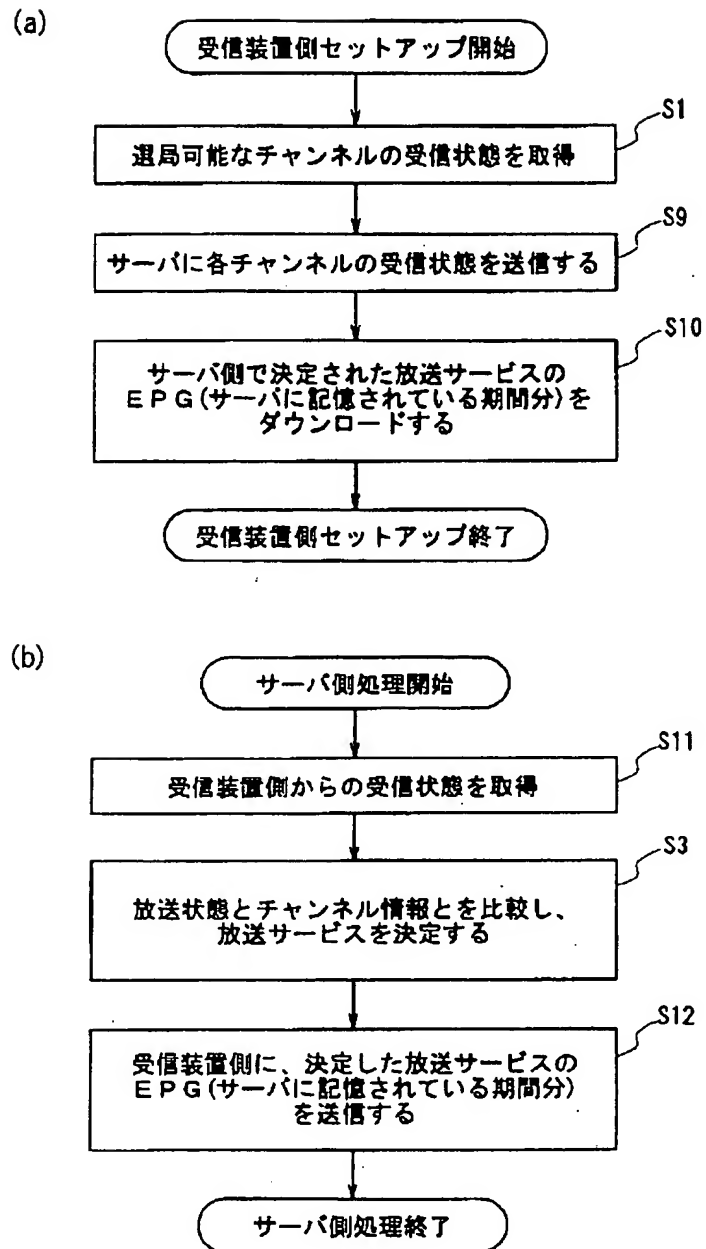 (a)
受信装置側セットアップ開始
S1
選局可能なチャンネルの受信状態を取得
S9
サーバに各チャンネルの受信状態を送信する
S10
サーバ側で決定された放送サービスの
EPG(サーバに記憶されている期間分)を
ダウンロードする
受信装置側セットアップ終了
(b)
サーバ側処理開始
S11
受信装置側からの受信状態を取得
S3
放送状態とチャンネル情報とを比較し、
放送サービスを決定する
S12
受信装置側に、決定した放送サービスの
EPG(サーバに記憶されている期間分)
を送信する
サーバ側処理終了